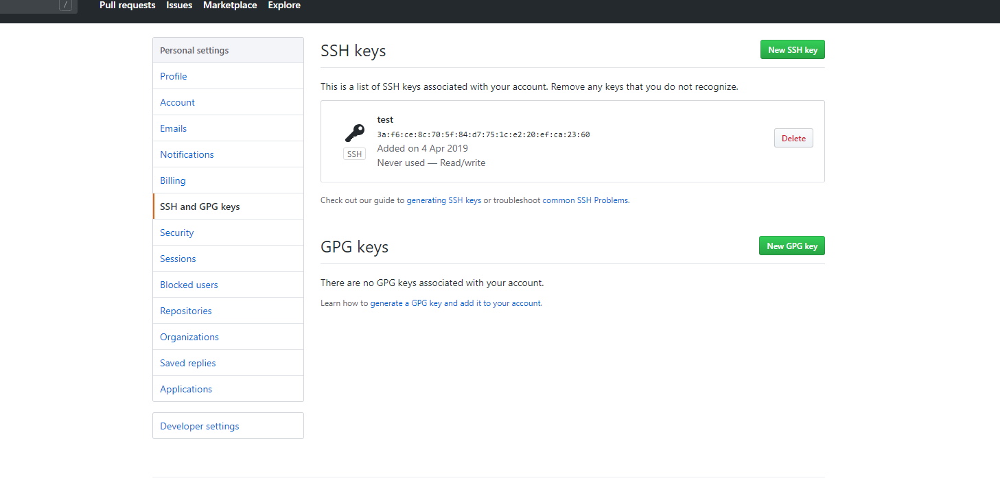 / Pull requests Issues Marketplace Explore
Personal settings
Profile
Account
Emails
Notifications
Billing
SSH and GPG keys
Security
Sessions
Blocked users
Repositories
Organizations
Saved replies
Applications
Developer settings
SSH keys
New SSH key
This is a list of SSH keys associated with your account. Remove any keys that you do not recognize.
SSH
test
3a:f6:ce:8c:70:5f:84:d7:75:1c:e2:20:ef:ca:23:60
Added on 4 Apr 2019
Never used — Read/write
Delete
Check out our guide to generating SSH keys or troubleshoot common SSH Problems.
GPG keys
New GPG key
There are no GPG keys associated with your account.
Learn how to generate a GPG key and add it to your account.